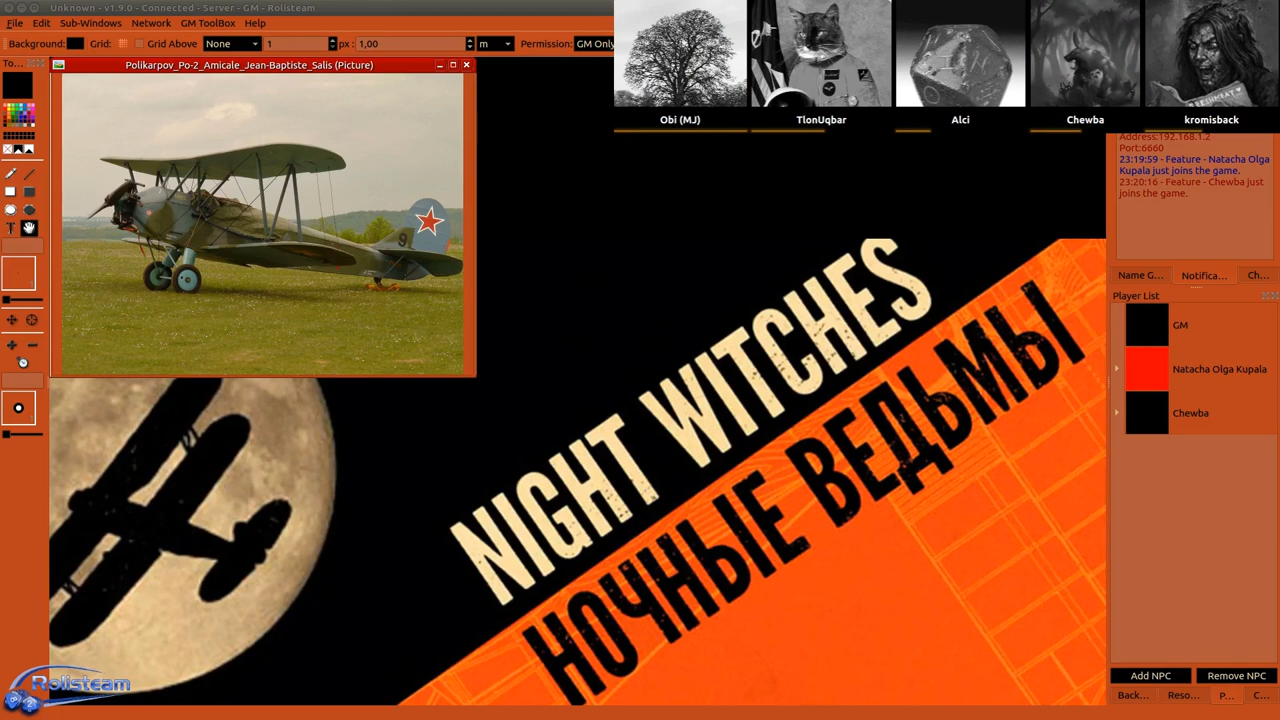 Unknown - v1.9.0 - Connected - Server - GM - Rolisteam
File Edit Sub-Windows Network GM ToolBox Help
Background: Grid: Grid Above None 1 px : 1,00 m Permission: GM Only
To...
Polikarpov_Po-2_Amicale_Jean-Baptiste_Salis (Picture)
9
Obi (MJ) TlonUqbar Alci Chewba kromisback
Address:192.168.1.2
Port:6660
23:19:59 - Feature - Natacha Olga
Kupala just joins the game.
23:20:16 - Feature - Chewba just
joins the game.
Name G... Notifica... Ch...
Player List
GM
Natacha Olga Kupala
Chewba
NIGHT WITCHES
НОЧНЫЕ ВЕДЬМЫ
Rolisteam
Add NPC Remove NPC
Back... Reso... P... C...